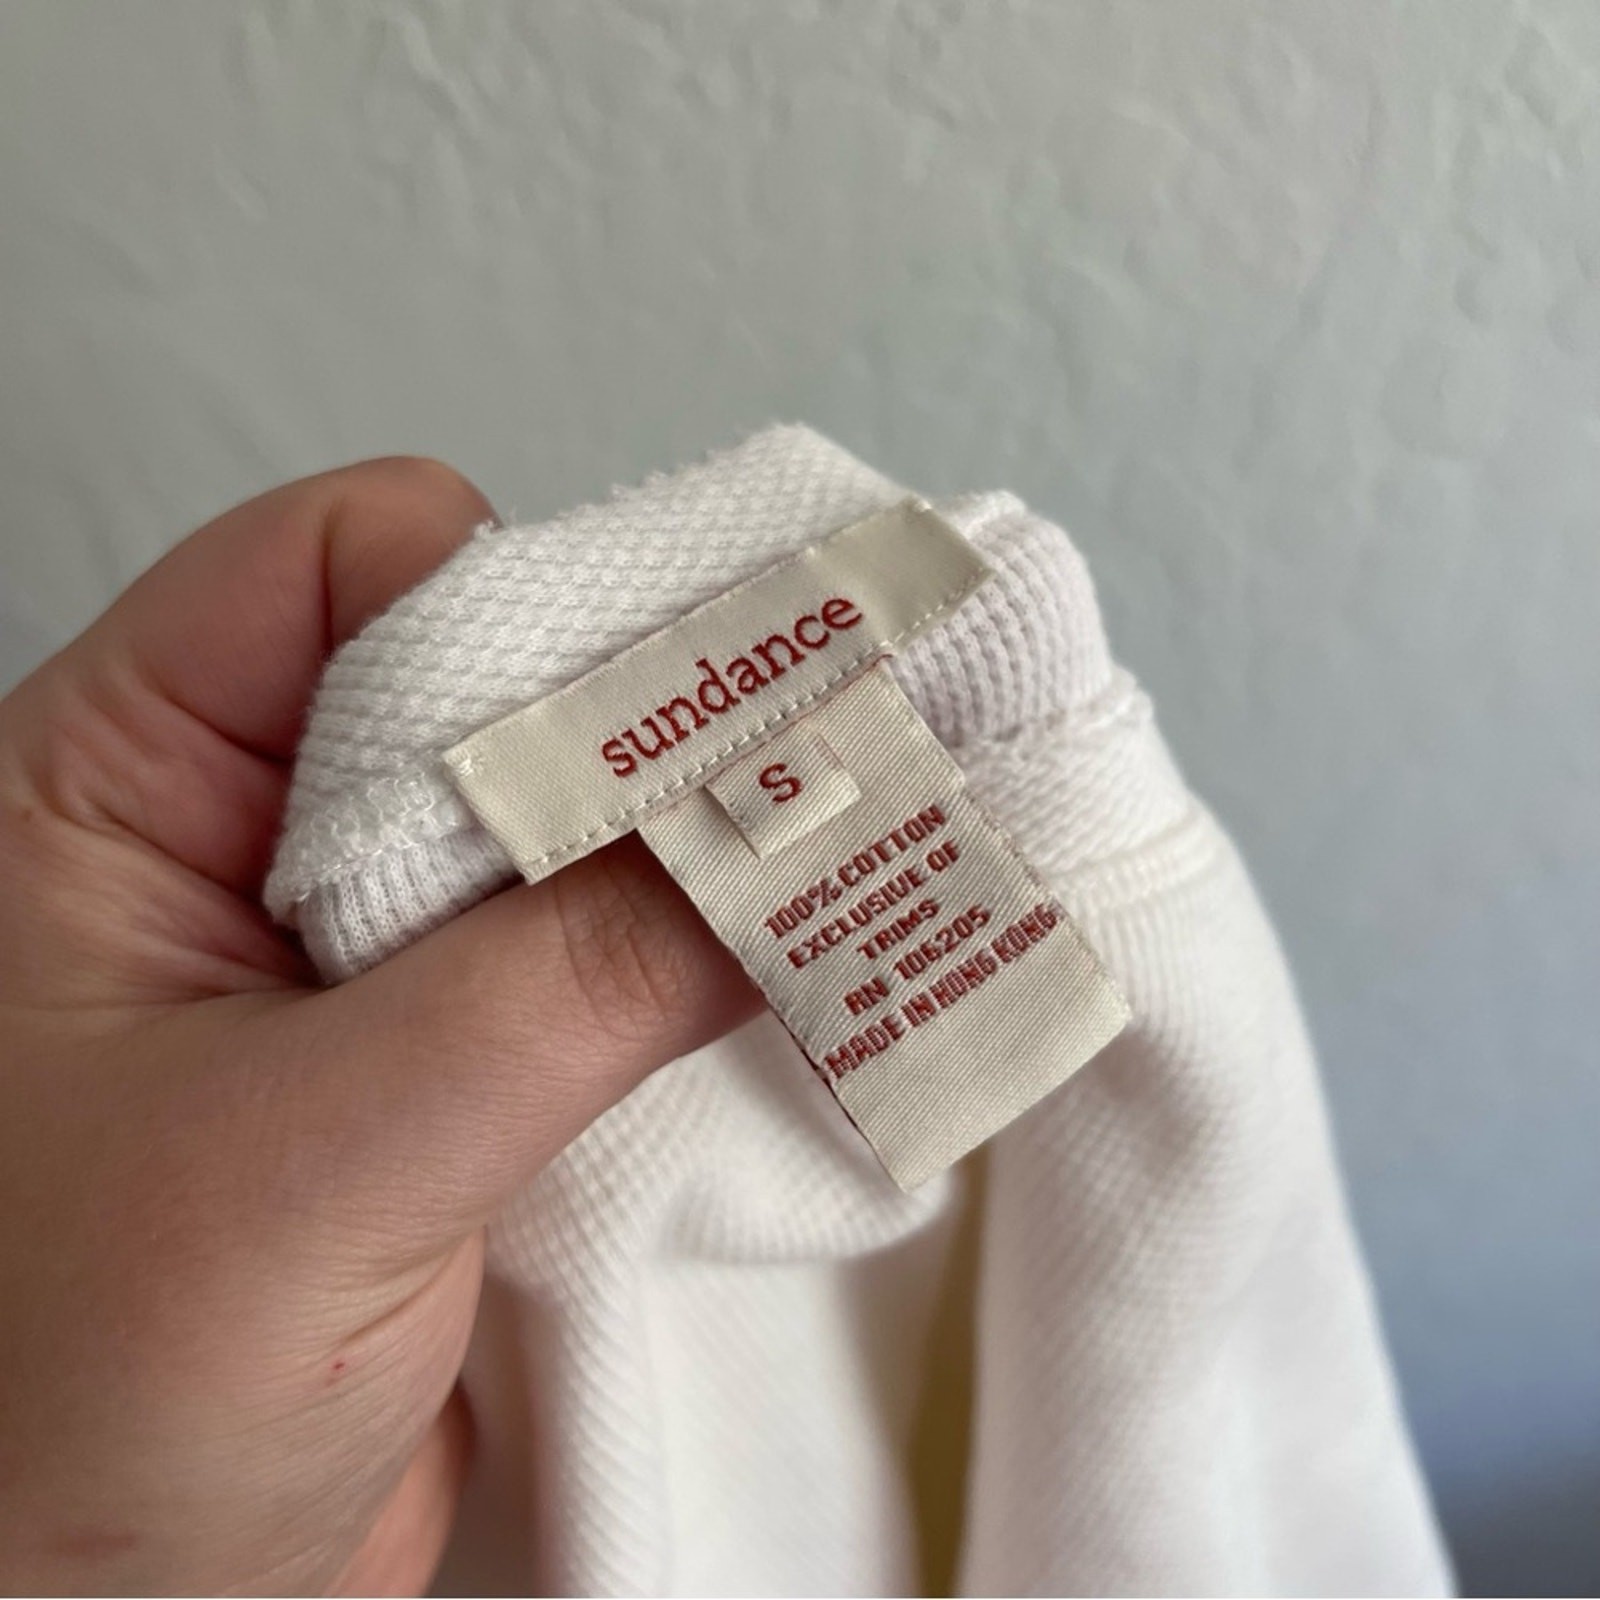 sundance
S
100% COTTON
EXCLUSIVE OF
TRIMS
RN 106205
MADE IN HONG KONG